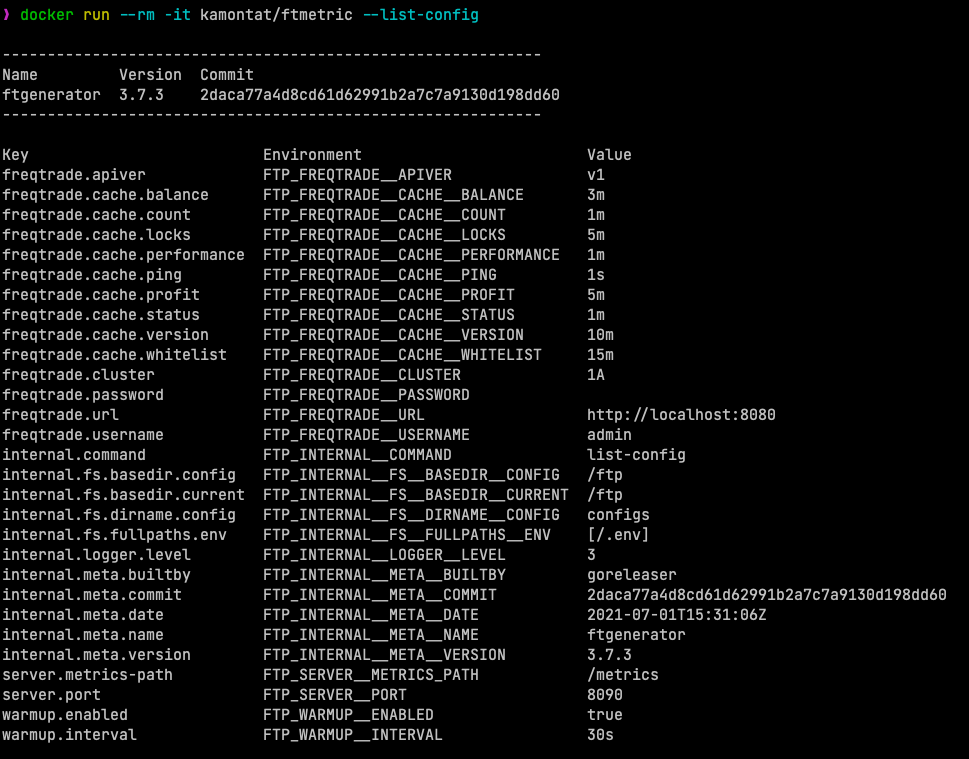 ❯ docker run --rm -it kamontat/ftmetric --list-config
------------------------------------------------------------
Name         Version  Commit
ftgenerator  3.7.3    2daca77a4d8cd61d62991b2a7c7a9130d198dd60
------------------------------------------------------------
Key                          Environment                         Value
freqtrade.apiver             FTP_FREQTRADE__APIVER               v1
freqtrade.cache.balance      FTP_FREQTRADE__CACHE__BALANCE       3m
freqtrade.cache.count        FTP_FREQTRADE__CACHE__COUNT         1m
freqtrade.cache.locks        FTP_FREQTRADE__CACHE__LOCKS         5m
freqtrade.cache.performance  FTP_FREQTRADE__CACHE__PERFORMANCE   1m
freqtrade.cache.ping         FTP_FREQTRADE__CACHE__PING          1s
freqtrade.cache.profit       FTP_FREQTRADE__CACHE__PROFIT        5m
freqtrade.cache.status       FTP_FREQTRADE__CACHE__STATUS        1m
freqtrade.cache.version      FTP_FREQTRADE__CACHE__VERSION       10m
freqtrade.cache.whitelist    FTP_FREQTRADE__CACHE__WHITELIST     15m
freqtrade.cluster            FTP_FREQTRADE__CLUSTER              1A
freqtrade.password           FTP_FREQTRADE__PASSWORD
freqtrade.url                FTP_FREQTRADE__URL                  http://localhost:8080
freqtrade.username           FTP_FREQTRADE__USERNAME             admin
internal.command             FTP_INTERNAL__COMMAND               list-config
internal.fs.basedir.config   FTP_INTERNAL__FS__BASEDIR__CONFIG   /ftp
internal.fs.basedir.current  FTP_INTERNAL__FS__BASEDIR__CURRENT  /ftp
internal.fs.dirname.config   FTP_INTERNAL__FS__DIRNAME__CONFIG   configs
internal.fs.fullpaths.env    FTP_INTERNAL__FS__FULLPATHS__ENV    [/.env]
internal.logger.level        FTP_INTERNAL__LOGGER__LEVEL         3
internal.meta.builtby        FTP_INTERNAL__META__BUILTBY         goreleaser
internal.meta.commit         FTP_INTERNAL__META__COMMIT          2daca77a4d8cd61d62991b2a7c7a9130d198dd60
internal.meta.date           FTP_INTERNAL__META__DATE            2021-07-01T15:31:06Z
internal.meta.name           FTP_INTERNAL__META__NAME            ftgenerator
internal.meta.version        FTP_INTERNAL__META__VERSION         3.7.3
server.metrics-path          FTP_SERVER__METRICS_PATH            /metrics
server.port                  FTP_SERVER__PORT                    8090
warmup.enabled               FTP_WARMUP__ENABLED                 true
warmup.interval              FTP_WARMUP__INTERVAL                30s